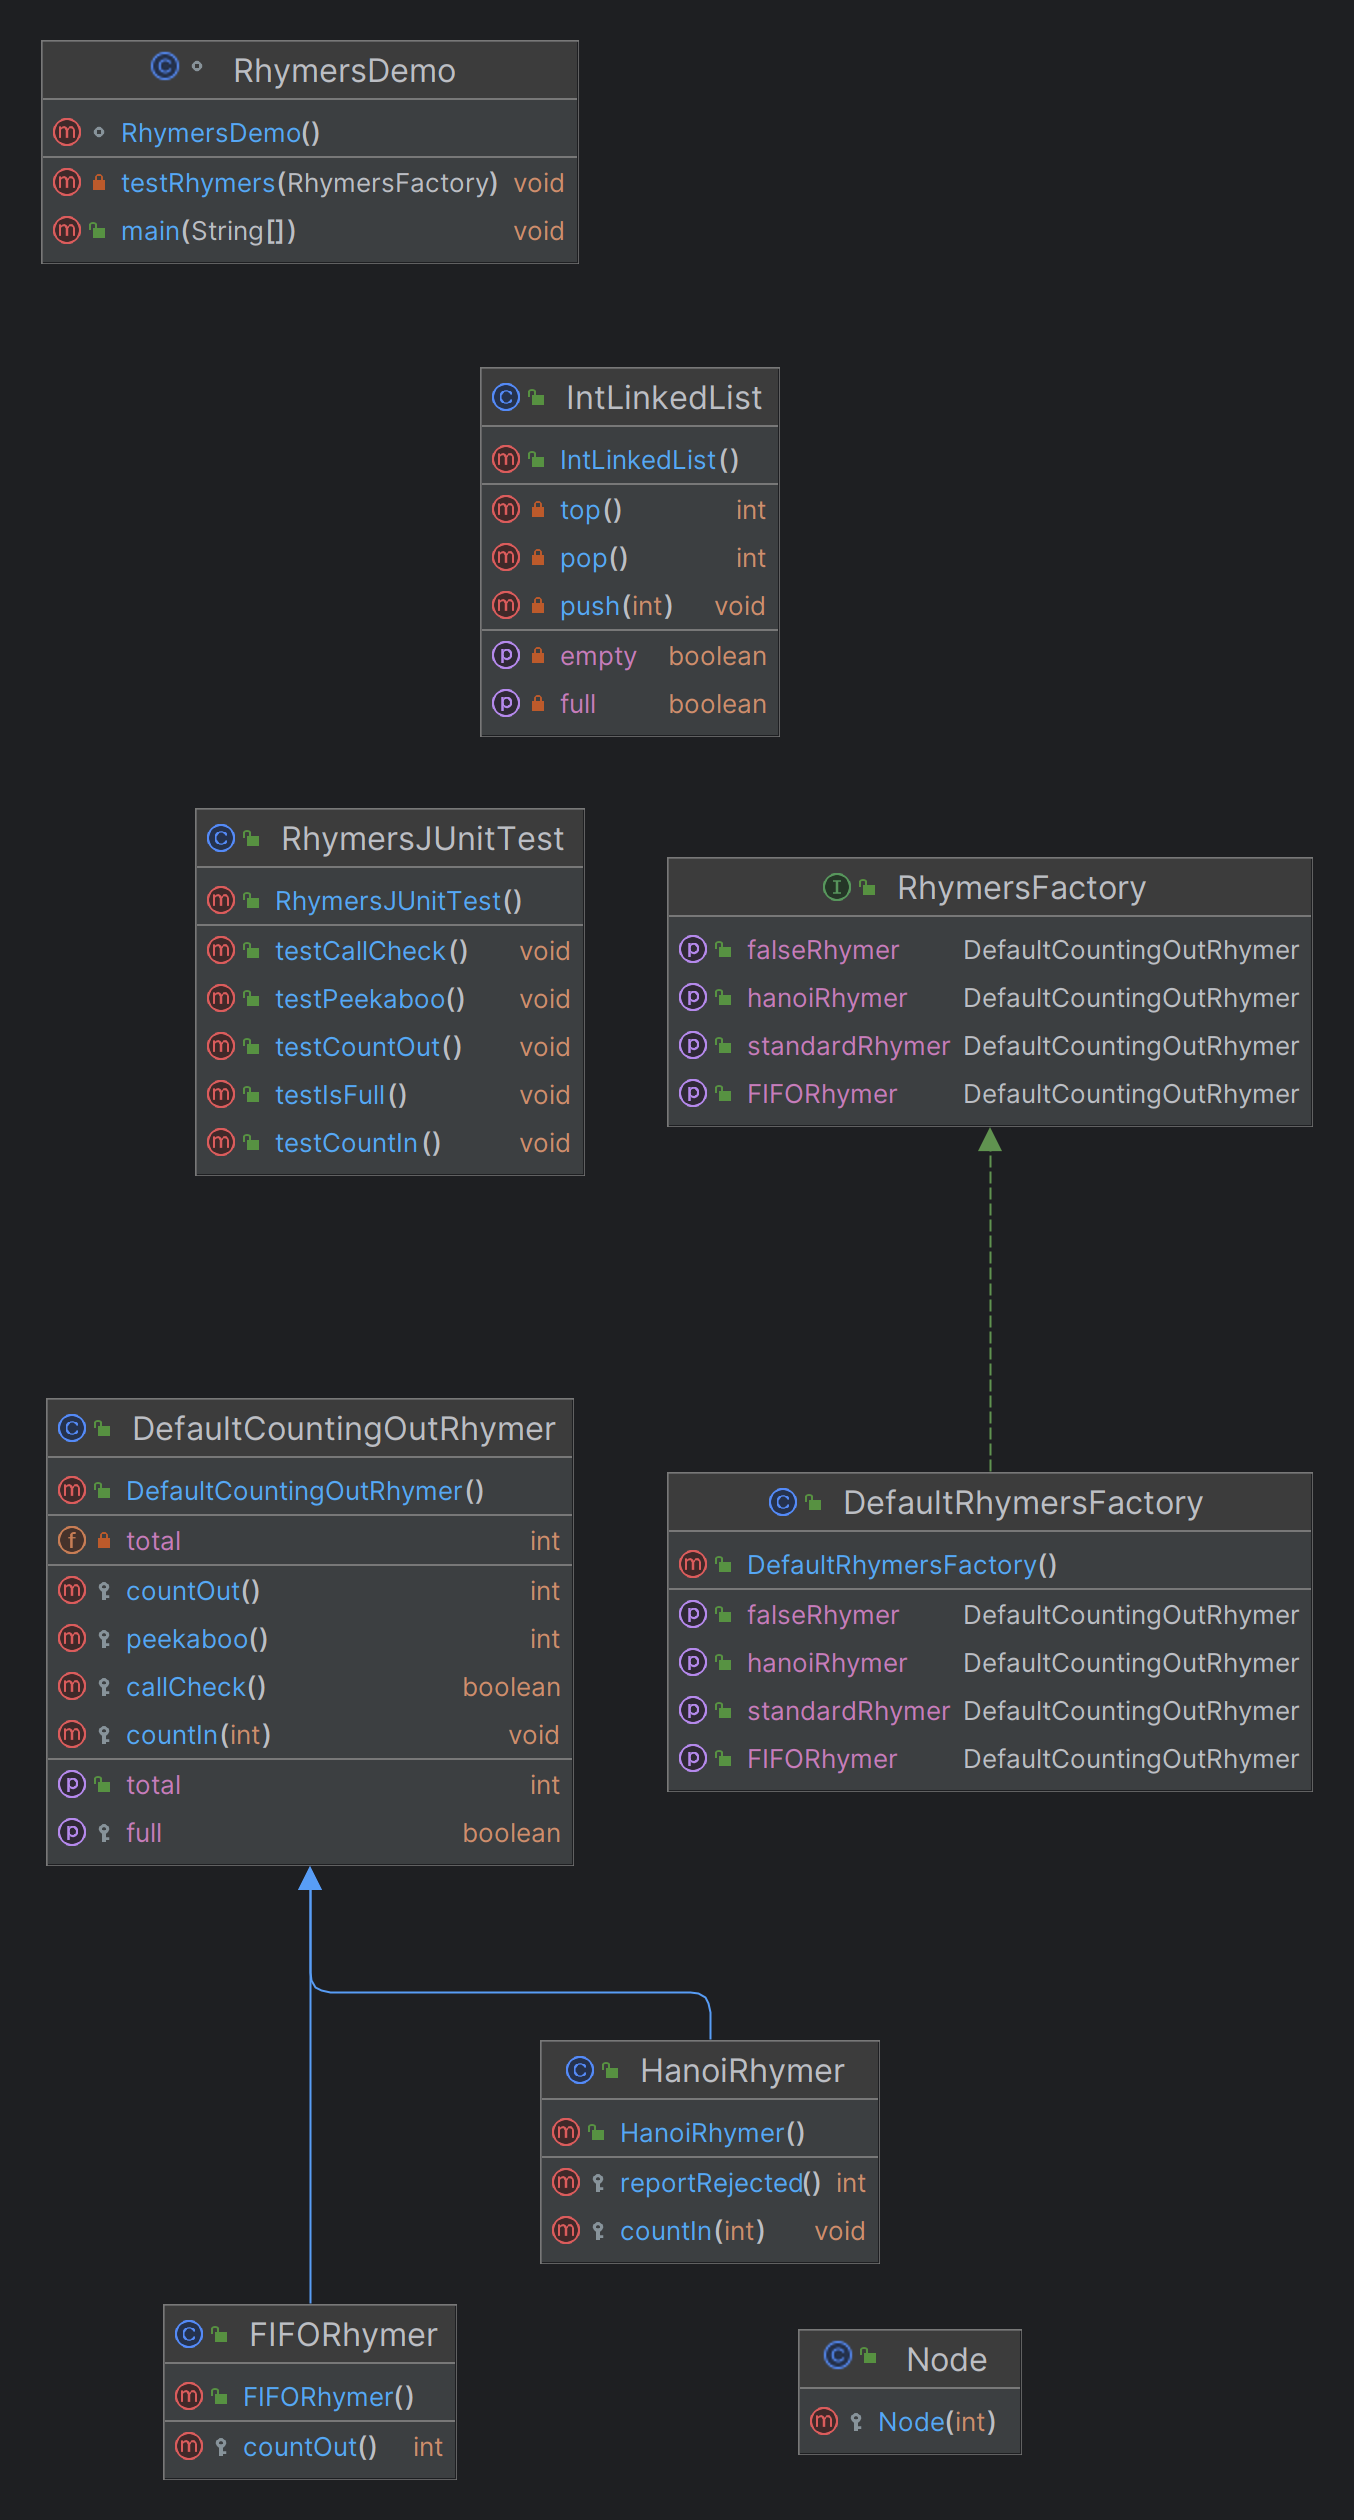 RhymersDemo
RhymersDemo()
testRhymers(RhymersFactory) void
main(String[]) void
IntLinkedList
IntLinkedList()
top() int
pop() int
push(int) void
empty boolean
full boolean
RhymersJUnitTest
RhymersJUnitTest()
testCallCheck() void
testPeekaboo() void
testCountOut() void
testIsFull() void
testCountIn() void
RhymersFactory
falseRhymer DefaultCountingOutRhymer
hanoiRhymer DefaultCountingOutRhymer
standardRhymer DefaultCountingOutRhymer
FIFORhymer DefaultCountingOutRhymer
DefaultCountingOutRhymer
DefaultCountingOutRhymer()
total int
countOut() int
peekaboo() int
callCheck() boolean
countIn(int) void
total int
full boolean
DefaultRhymersFactory
DefaultRhymersFactory()
falseRhymer DefaultCountingOutRhymer
hanoiRhymer DefaultCountingOutRhymer
standardRhymer DefaultCountingOutRhymer
FIFORhymer DefaultCountingOutRhymer
HanoiRhymer
HanoiRhymer()
reportRejected() int
countIn(int) void
FIFORhymer
FIFORhymer()
countOut() int
Node
Node(int)